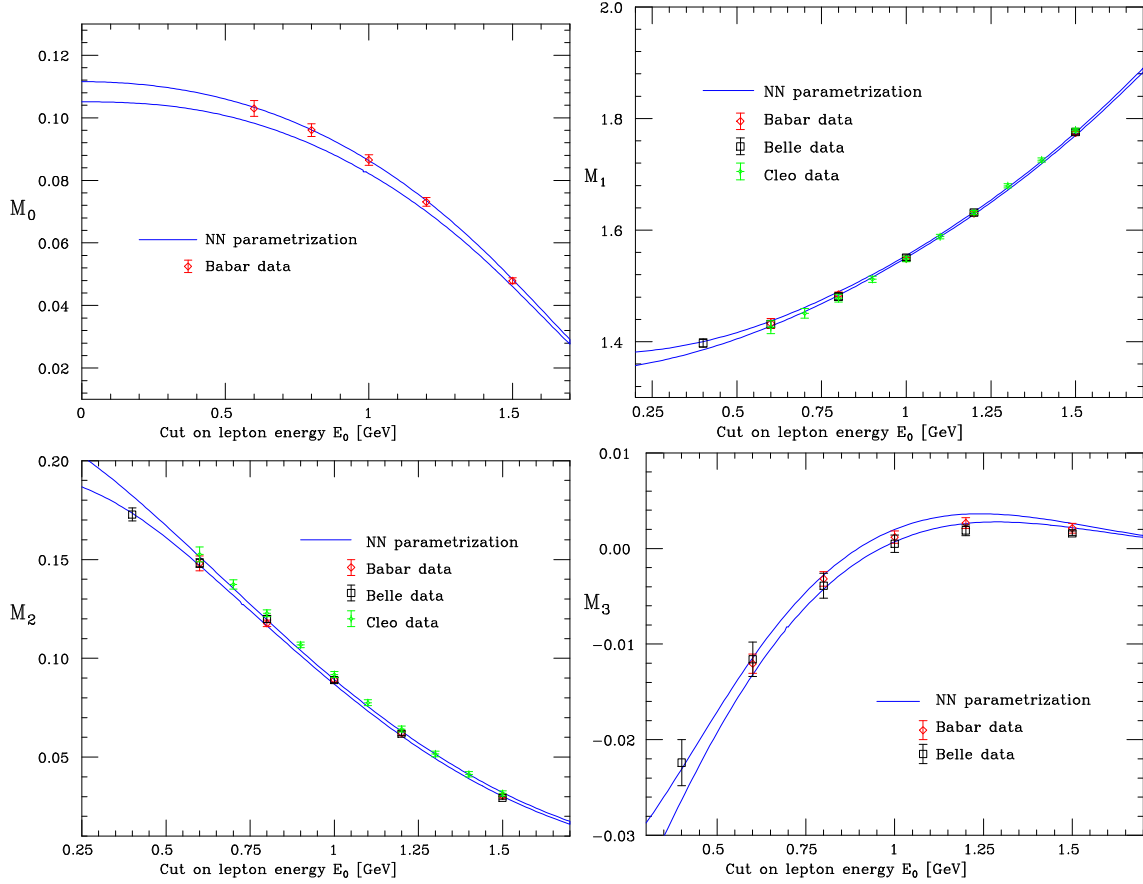 0.12
0.10
0.08
0.06
0.04
0.02
M0
NN parametrization
Babar data
0
0.5
1
1.5
Cut on lepton energy E0 [GeV]
2.0
1.8
1.6
1.4
M1
NN parametrization
Babar data
Belle data
Cleo data
0.25
0.5
0.75
1
1.25
1.5
Cut on lepton energy E0 [GeV]
0.20
0.15
0.10
0.05
M2
NN parametrization
Babar data
Belle data
Cleo data
0.25
0.5
0.75
1
1.25
1.5
Cut on lepton energy E0 [GeV]
0.01
0.00
−0.01
−0.02
−0.03
M3
NN parametrization
Babar data
Belle data
0.5
0.75
1
1.25
1.5
Cut on lepton energy E0 [GeV]